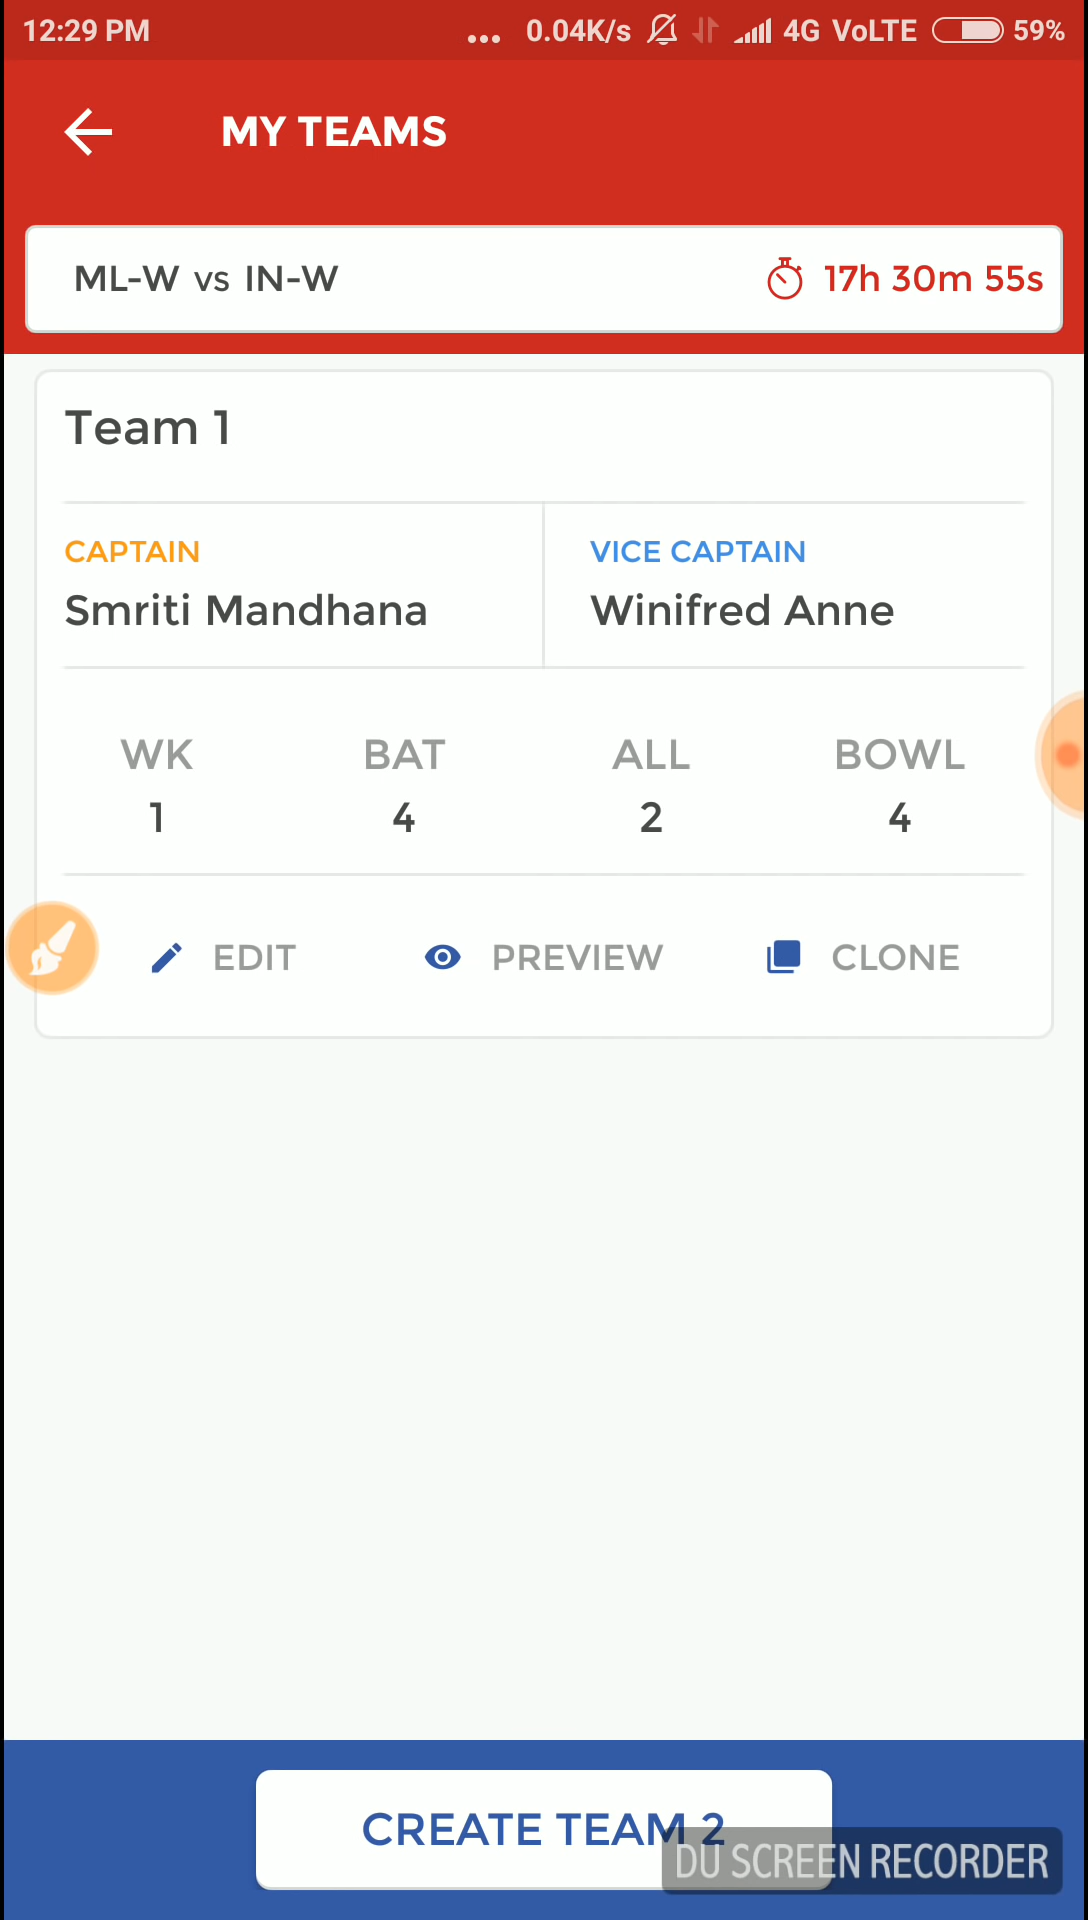 12:29 PM ... 0.04K/s 4G VoLTE 59%
MY TEAMS
ML-W vs IN-W 17h 30m 55s
Team 1
CAPTAIN VICE CAPTAIN
Smriti Mandhana Winifred Anne
WK BAT ALL BOWL
1 4 2 4
EDIT PREVIEW CLONE
CREATE TEAM 2
DU SCREEN RECORDER